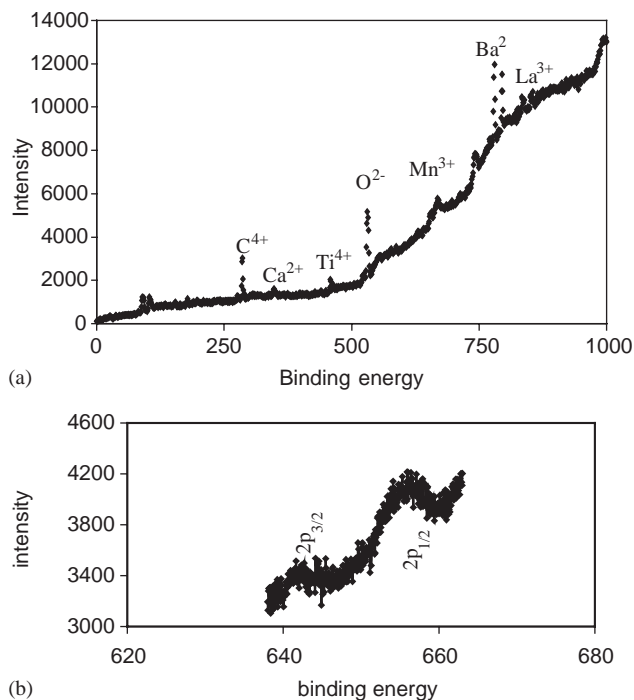 14000
12000
10000
8000
6000
4000
2000
0
Intensity
C4+
Ca2+
Ti4+
O2-
Mn3+
Ba2
La3+
0 250 500 750 1000
(a)
Binding energy
4600
4200
3400
3000
intensity
2p3/2
2p1/2
620 640 660 680
(b)
binding energy